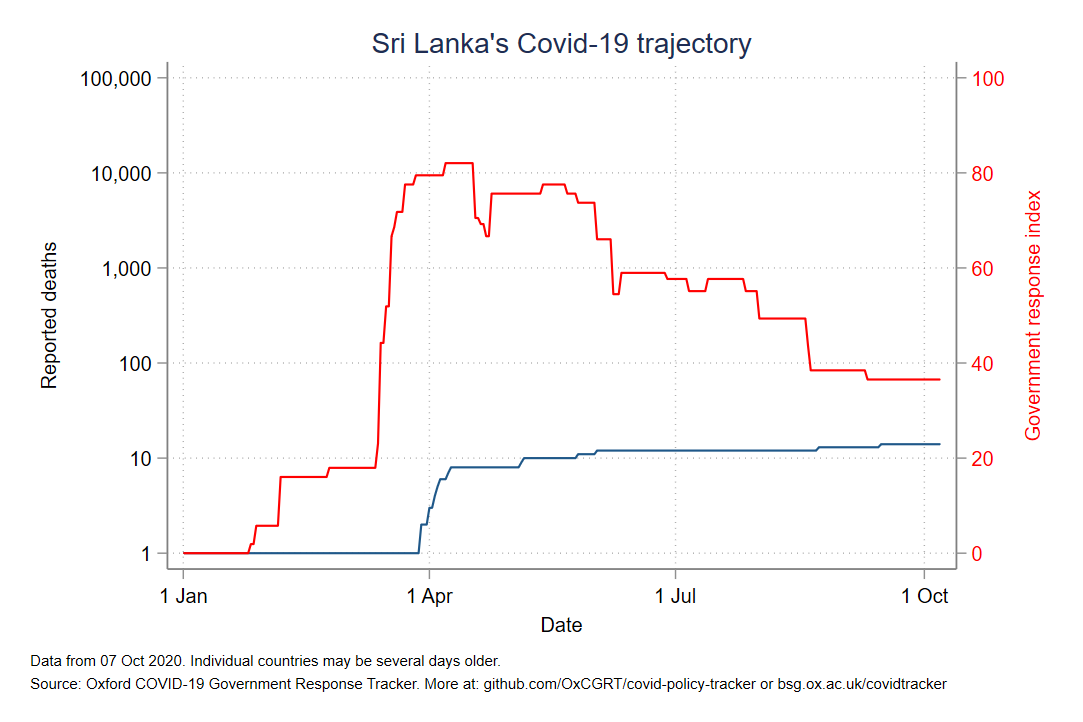 Sri Lanka's Covid-19 trajectory
100,000
10,000
1,000
100
10
1
Reported deaths
100
80
60
40
20
0
Government response index
1 Jan
1 Apr
1 Jul
1 Oct
Date
Data from 07 Oct 2020. Individual countries may be several days older.
Source: Oxford COVID-19 Government Response Tracker. More at: github.com/OxCGRT/covid-policy-tracker or bsg.ox.ac.uk/covidtracker